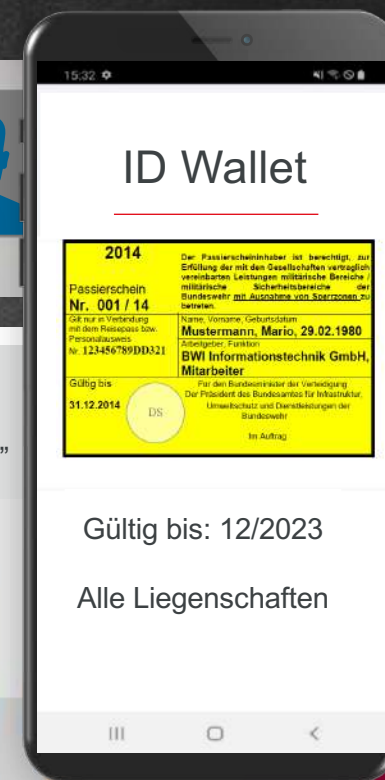 ”
15:32
ID Wallet
2014
Passierschein
Nr. 001 / 14
Der Passierscheininhaber ist berechtigt, zur
Erfüllung der mit den Gesellschaften vertraglich
vereinbarten Leistungen militärische Bereiche /
militärische Sicherheitsbereiche der
Bundeswehr mit Ausnahme von Sperrzonen zu
betreten.
Gilt nur in Verbindung
mit dem Reisepass bzw.
Personalausweis
Nr. 123456789DD321
Name, Vorname, Geburtsdatum
Mustermann, Mario, 29.02.1980
Arbeitgeber, Funktion
BWI Informationstechnik GmbH,
Mitarbeiter
Gültig bis
31.12.2014
DS
Für den Bundesminister der Verteidigung
Der Präsident des Bundesamtes für Infrastruktur,
Umweltschutz und Dienstleistungen der
Bundeswehr
Im Auftrag
Gültig bis: 12/2023
Alle Liegenschaften